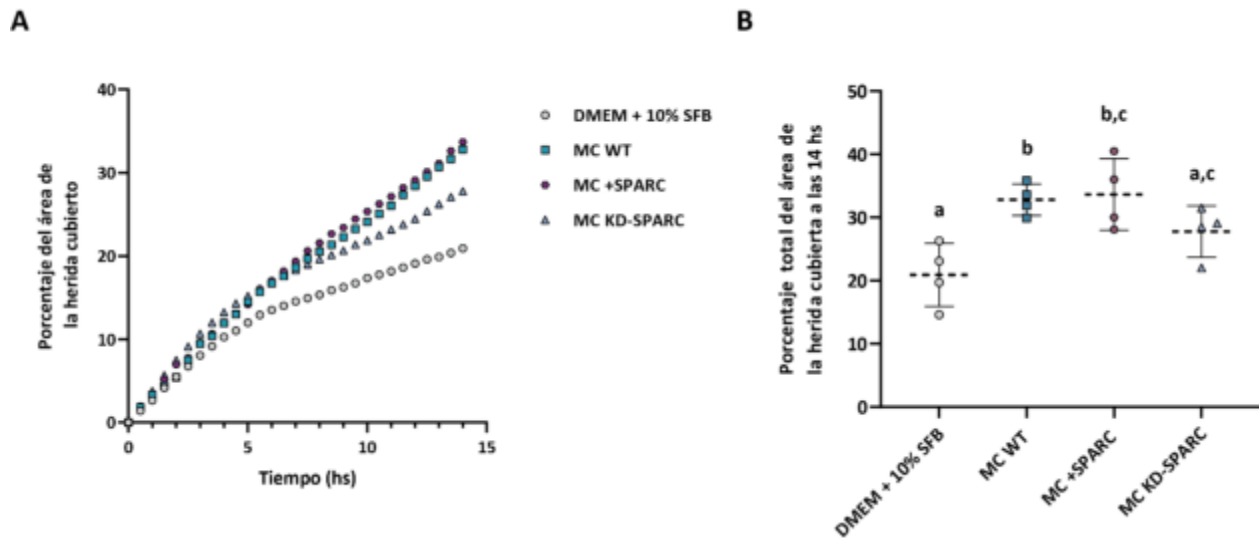 A
Porcentaje del área de
la herida cubierto
40
30
20
10
0
0
5
10
15
Tiempo (hs)
DMEM + 10% SFB
MC WT
MC +SPARC
MC KD-SPARC
B
Porcentaje total del área de
la herida cubierta a las 14 hs
50
40
30
20
10
0
a
b
b,c
a,c
DMEM + 10% SFB
MC WT
MC +SPARC
MC KD-SPARC